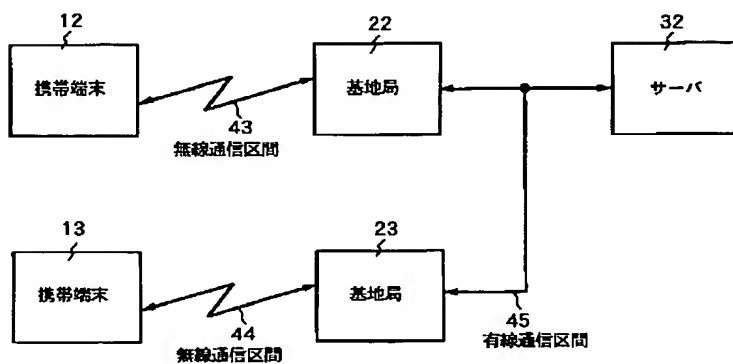 12
携帯端末
22
基地局
32
サーバ
43
無線通信区間
13
携帯端末
23
基地局
44
無線通信区間
45
有線通信区間